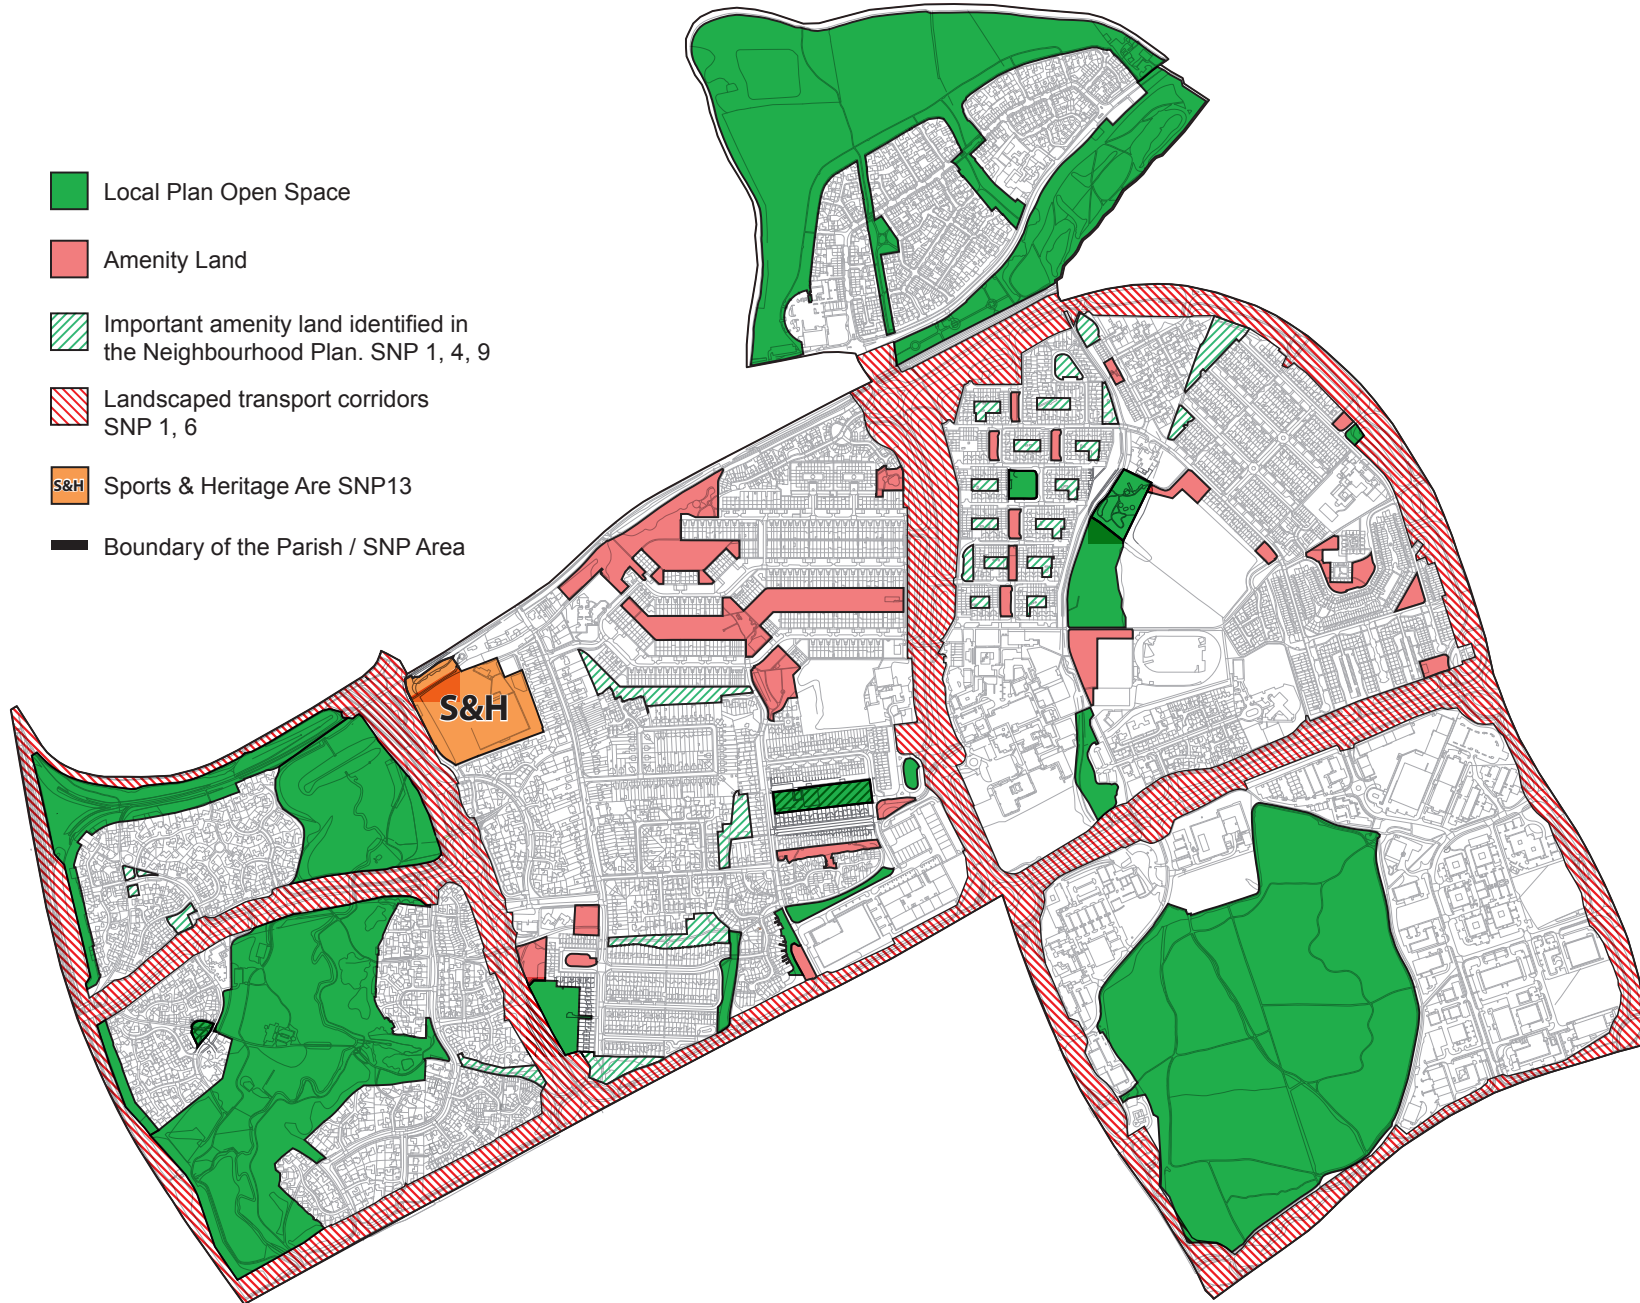 Local Plan Open Space
Amenity Land
Important amenity land identified in
the Neighbourhood Plan. SNP 1, 4, 9
Landscaped transport corridors
SNP 1, 6
S&H Sports & Heritage Are SNP13
Boundary of the Parish / SNP Area
S&H